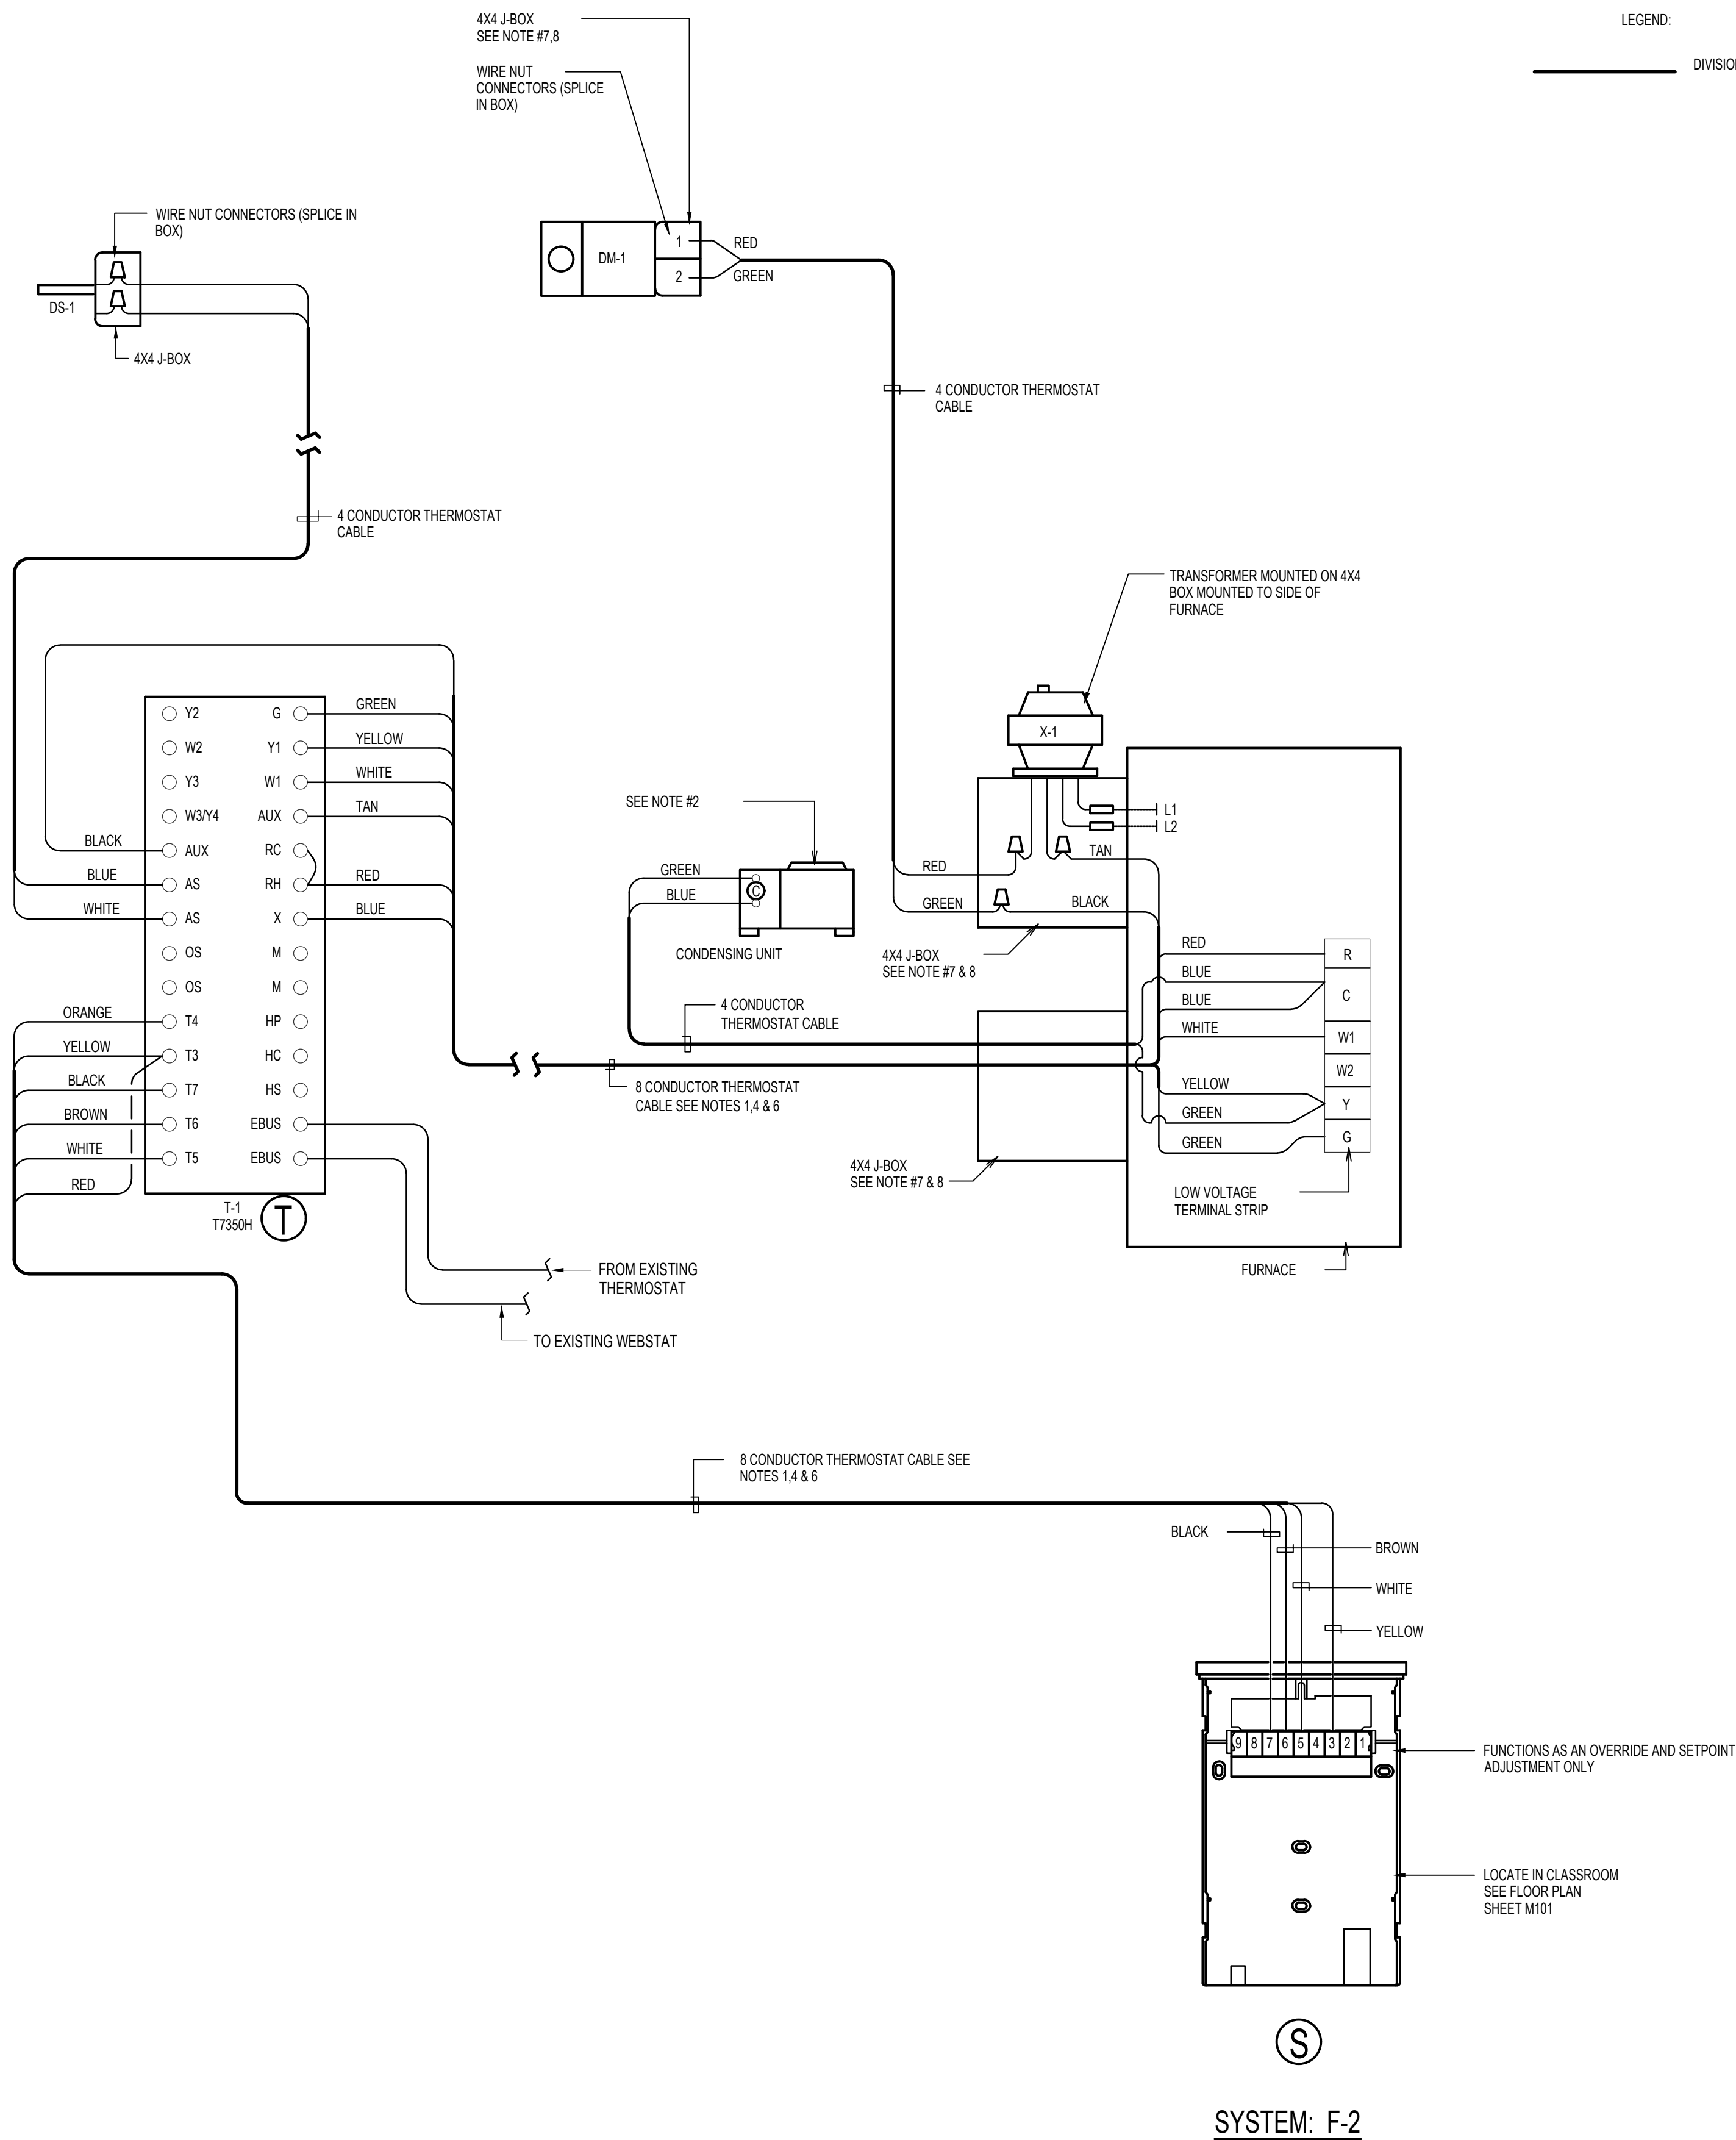 4X4 J-BOX
SEE NOTE #7,8
WIRE NUT
CONNECTORS (SPLICE
IN BOX)
LEGEND:
WIRE NUT CONNECTORS (SPLICE IN
BOX)
DS-1
4X4 J-BOX
DM-1
1
2
RED
GREEN
4 CONDUCTOR THERMOSTAT
CABLE
4 CONDUCTOR THERMOSTAT
CABLE
TRANSFORMER MOUNTED ON 4X4
BOX MOUNTED TO SIDE OF
FURNACE
X-1
L1
L2
TAN
RED
GREEN
BLACK
4X4 J-BOX
SEE NOTE #7 & 8
SEE NOTE #2
GREEN
BLUE
C
CONDENSING UNIT
4 CONDUCTOR
THERMOSTAT CABLE
8 CONDUCTOR THERMOSTAT
CABLE SEE NOTES 1,4 & 6
4X4 J-BOX
SEE NOTE #7 & 8
RED
BLUE
BLUE
WHITE
YELLOW
GREEN
GREEN
R
C
W1
W2
Y
G
LOW VOLTAGE
TERMINAL STRIP
FURNACE
BLACK
BLUE
WHITE
ORANGE
YELLOW
BLACK
BROWN
WHITE
RED
Y2
W2
Y3
W3/Y4
AUX
AS
AS
OS
OS
T4
T3
T7
T6
T5
G
Y1
W1
AUX
RC
RH
X
M
M
HP
HC
HS
EBUS
EBUS
GREEN
YELLOW
WHITE
TAN
RED
BLUE
T-1
T7350H
T
FROM EXISTING
THERMOSTAT
TO EXISTING WEBSTAT
8 CONDUCTOR THERMOSTAT CABLE SEE
NOTES 1,4 & 6
BLACK
BROWN
WHITE
YELLOW
9 8 7 6 5 4 3 2 1
FUNCTIONS AS AN OVERRIDE AND SETPOINT
ADJUSTMENT ONLY
LOCATE IN CLASSROOM
SEE FLOOR PLAN
SHEET M101
S
SYSTEM: F-2